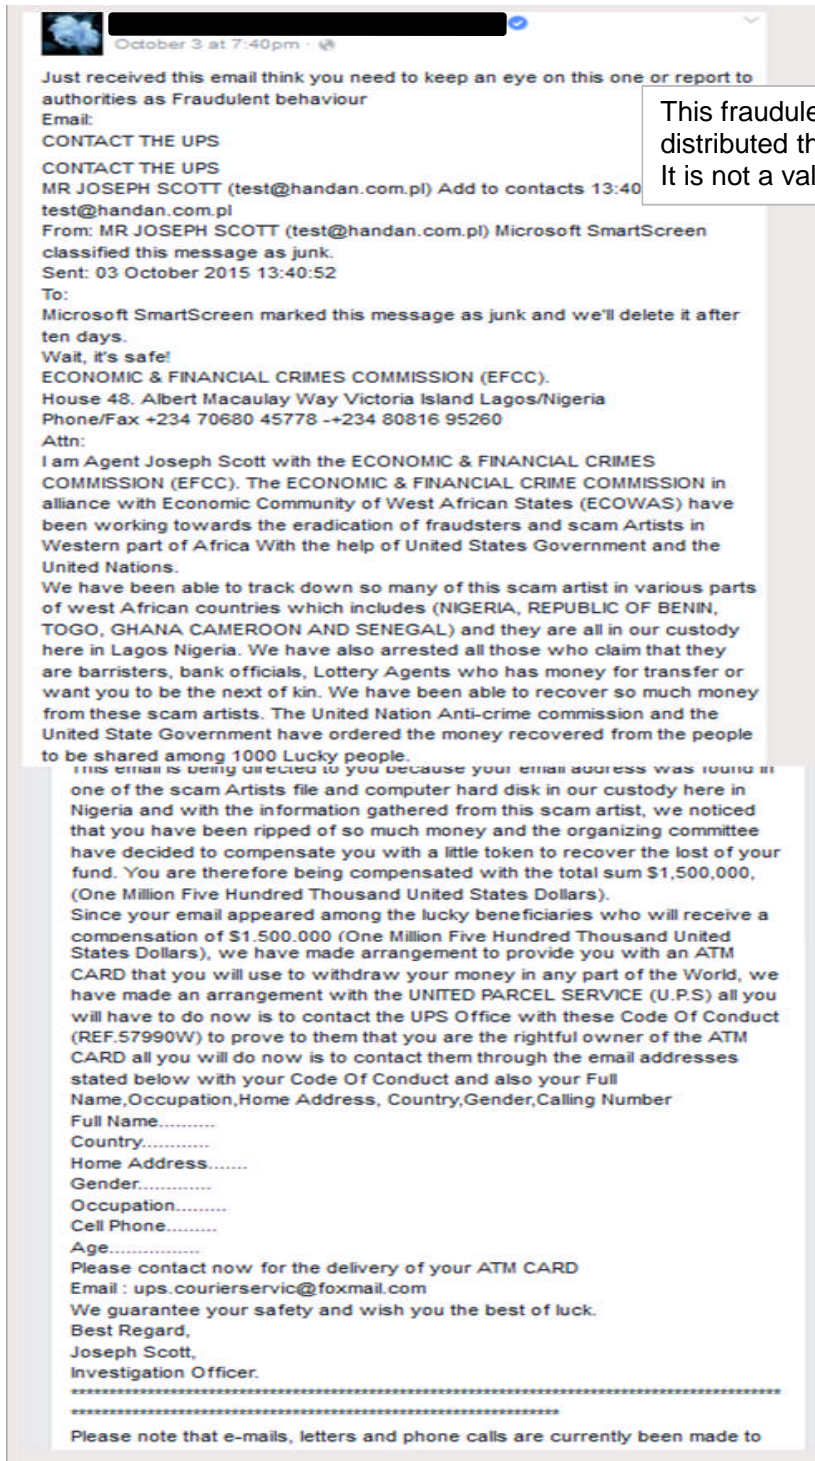 October 3 at 7:40pm ·
Just received this email think you need to keep an eye on this one or report to
authorities as Fraudulent behaviour
Email:
CONTACT THE UPS
CONTACT THE UPS
MR JOSEPH SCOTT (test@handan.com.pl) Add to contacts 13:40
test@handan.com.pl
From: MR JOSEPH SCOTT (test@handan.com.pl) Microsoft SmartScreen
classified this message as junk.
Sent: 03 October 2015 13:40:52
To:
Microsoft SmartScreen marked this message as junk and we'll delete it after
ten days.
Wait, it's safe!
ECONOMIC & FINANCIAL CRIMES COMMISSION (EFCC).
House 48. Albert Macaulay Way Victoria Island Lagos/Nigeria
Phone/Fax +234 70680 45778 -+234 80816 95260
Attn:
I am Agent Joseph Scott with the ECONOMIC & FINANCIAL CRIMES
COMMISSION (EFCC). The ECONOMIC & FINANCIAL CRIME COMMISSION in
alliance with Economic Community of West African States (ECOWAS) have
been working towards the eradication of fraudsters and scam Artists in
Western part of Africa With the help of United States Government and the
United Nations.
We have been able to track down so many of this scam artist in various parts
of west African countries which includes (NIGERIA, REPUBLIC OF BENIN,
TOGO, GHANA CAMEROON AND SENEGAL) and they are all in our custody
here in Lagos Nigeria. We have also arrested all those who claim that they
are barristers, bank officials, Lottery Agents who has money for transfer or
want you to be the next of kin. We have been able to recover so much money
from these scam artists. The United Nation Anti-crime commission and the
United State Government have ordered the money recovered from the people
to be shared among 1000 Lucky people.
This email is being directed to you because your email address was found in
one of the scam Artists file and computer hard disk in our custody here in
Nigeria and with the information gathered from this scam artist, we noticed
that you have been ripped of so much money and the organizing committee
have decided to compensate you with a little token to recover the lost of your
fund. You are therefore being compensated with the total sum $1,500,000,
(One Million Five Hundred Thousand United States Dollars).
Since your email appeared among the lucky beneficiaries who will receive a
compensation of $1.500.000 (One Million Five Hundred Thousand United
States Dollars), we have made arrangement to provide you with an ATM
CARD that you will use to withdraw your money in any part of the World, we
have made an arrangement with the UNITED PARCEL SERVICE (U.P.S) all you
will have to do now is to contact the UPS Office with these Code Of Conduct
(REF.57990W) to prove to them that you are the rightful owner of the ATM
CARD all you will do now is to contact them through the email addresses
stated below with your Code Of Conduct and also your Full
Name,Occupation,Home Address, Country,Gender,Calling Number
Full Name..........
Country............
Home Address.......
Gender.............
Occupation.........
Cell Phone.........
Age................
Please contact now for the delivery of your ATM CARD
Email : ups.courierservic@foxmail.com
We guarantee your safety and wish you the best of luck.
Best Regard,
Joseph Scott,
Investigation Officer.
****************************************************************************************
************************************************************
Please note that e-mails, letters and phone calls are currently been made to
This
distributed
It is not a